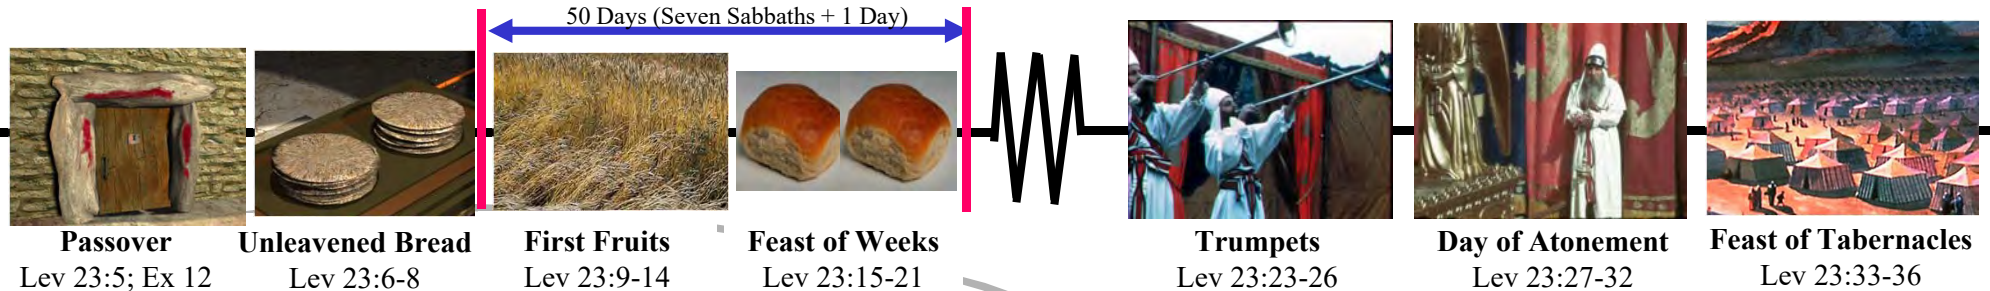 50 Days (Seven Sabbaths + 1 Day)
Passover
Lev 23:5; Ex 12
Unleavened Bread
Lev 23:6-8
First Fruits
Lev 23:9-14
Feast of Weeks
Lev 23:15-21
Trumpets
Lev 23:23-26
Day of Atonement
Lev 23:27-32
Feast of Tabernacles
Lev 23:33-36